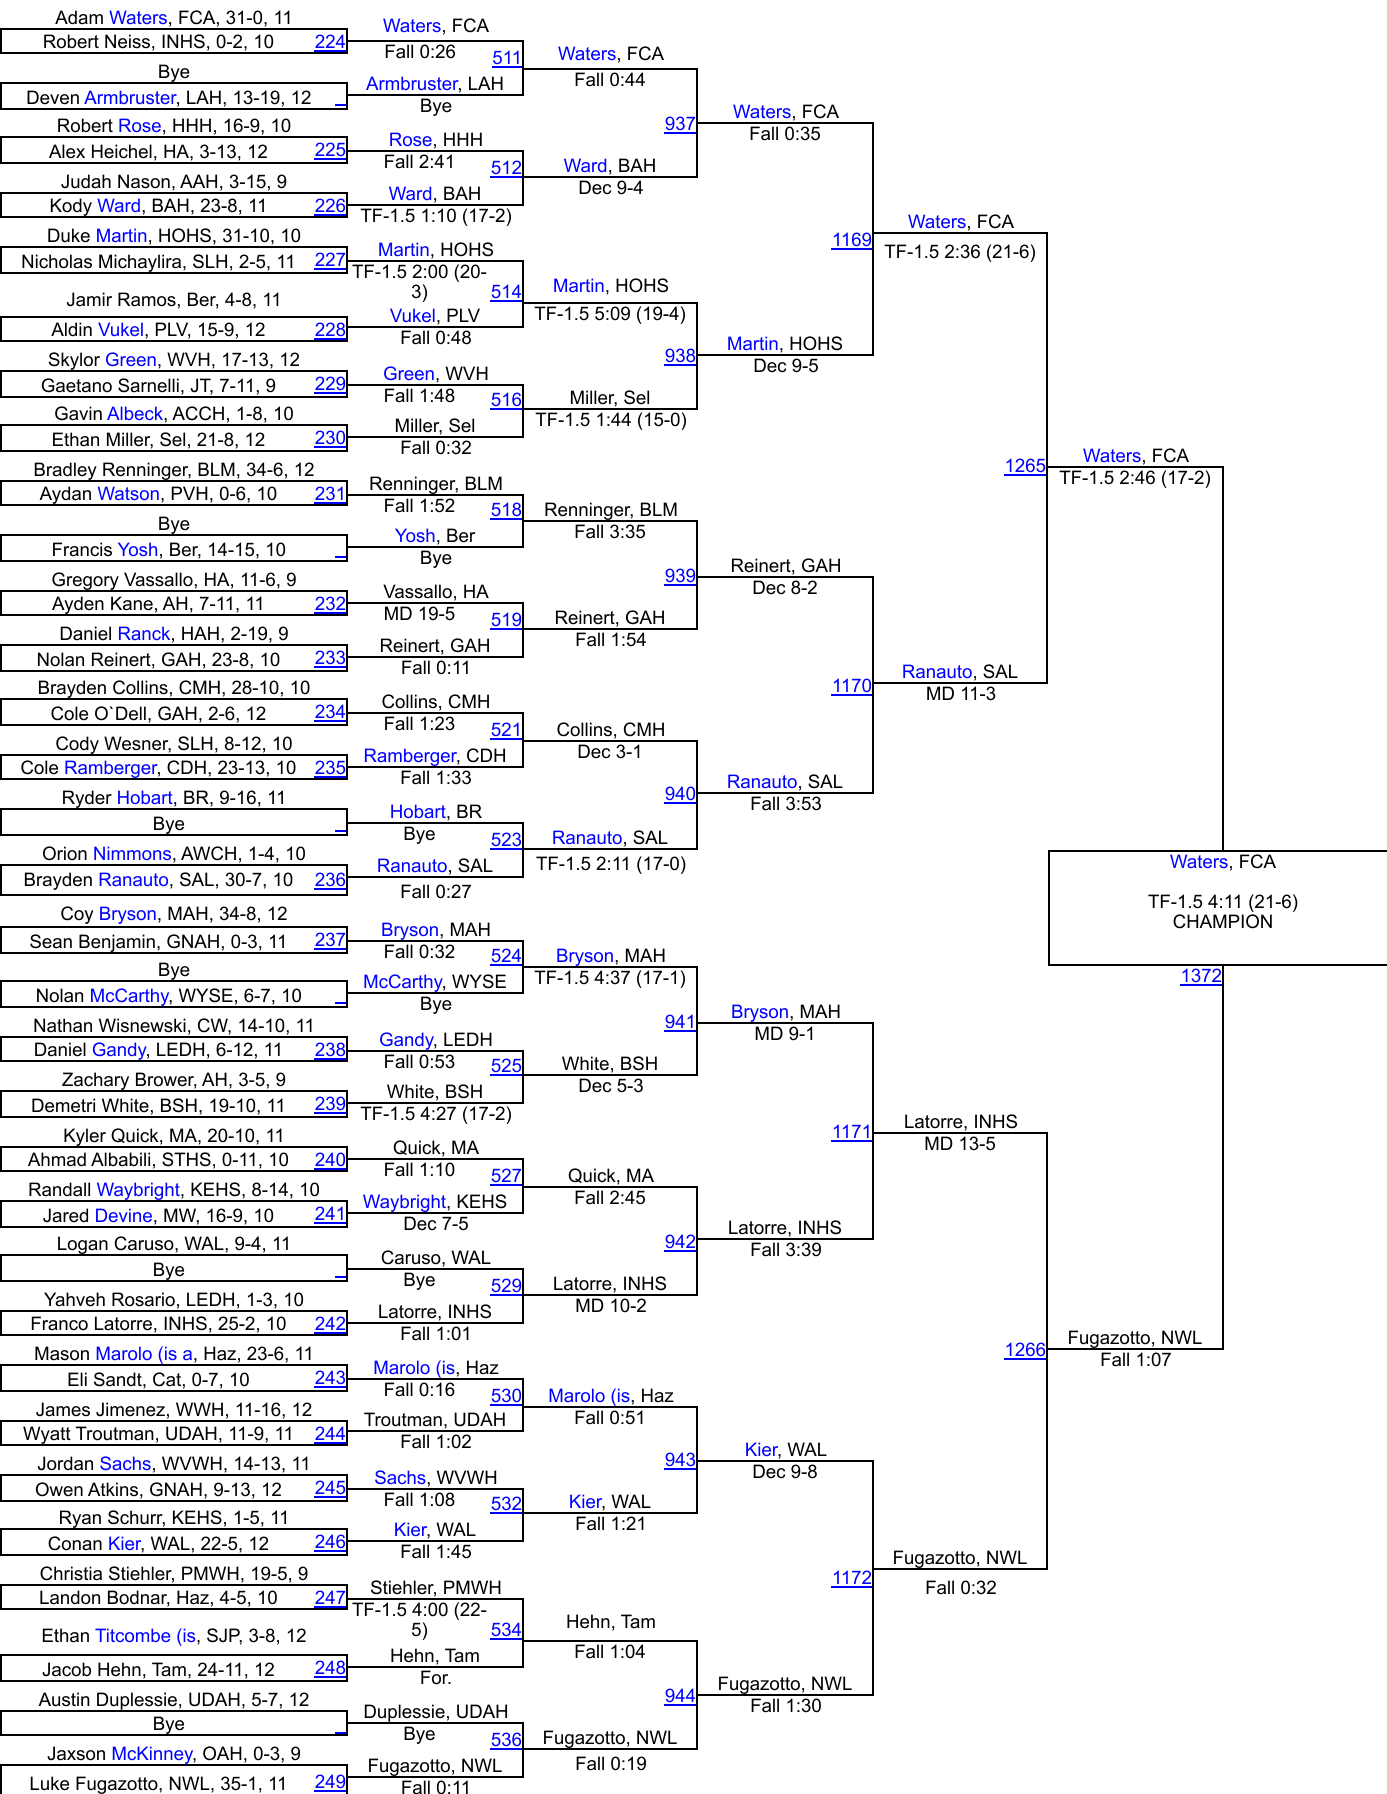 Adam Waters, FCA, 31-0, 11
Robert Neiss, INHS, 0-2, 10
224
Bye
Deven Armbruster, LAH, 13-19, 12
Robert Rose, HHH, 16-9, 10
Alex Heichel, HA, 3-13, 12
225
Judah Nason, AAH, 3-15, 9
Kody Ward, BAH, 23-8, 11
226
Duke Martin, HOHS, 31-10, 10
Nicholas Michaylira, SLH, 2-5, 11
227
Jamir Ramos, Ber, 4-8, 11
Aldin Vukel, PLV, 15-9, 12
228
Skylor Green, WVH, 17-13, 12
Gaetano Sarnelli, JT, 7-11, 9
229
Gavin Albeck, ACCH, 1-8, 10
Ethan Miller, Sel, 21-8, 12
230
Bradley Renninger, BLM, 34-6, 12
Aydan Watson, PVH, 0-6, 10
231
Bye
Francis Yosh, Ber, 14-15, 10
Gregory Vassallo, HA, 11-6, 9
Ayden Kane, AH, 7-11, 11
232
Daniel Ranck, HAH, 2-19, 9
Nolan Reinert, GAH, 23-8, 10
233
Brayden Collins, CMH, 28-10, 10
Cole O`Dell, GAH, 2-6, 12
234
Cody Wesner, SLH, 8-12, 10
Cole Ramberger, CDH, 23-13, 10
235
Ryder Hobart, BR, 9-16, 11
Bye
Orion Nimmons, AWCH, 1-4, 10
Brayden Ranauto, SAL, 30-7, 10
236
Coy Bryson, MAH, 34-8, 12
Sean Benjamin, GNAH, 0-3, 11
237
Bye
Nolan McCarthy, WYSE, 6-7, 10
Nathan Wisnewski, CW, 14-10, 11
Daniel Gandy, LEDH, 6-12, 11
238
Zachary Brower, AH, 3-5, 9
Demetri White, BSH, 19-10, 11
239
Kyler Quick, MA, 20-10, 11
Ahmad Albabili, STHS, 0-11, 10
240
Randall Waybright, KEHS, 8-14, 10
Jared Devine, MW, 16-9, 10
241
Logan Caruso, WAL, 9-4, 11
Bye
Yahveh Rosario, LEDH, 1-3, 10
Franco Latorre, INHS, 25-2, 10
242
Mason Marolo (is a, Haz, 23-6, 11
Eli Sandt, Cat, 0-7, 10
243
James Jimenez, WWH, 11-16, 12
Wyatt Troutman, UDAH, 11-9, 11
244
Jordan Sachs, WVWH, 14-13, 11
Owen Atkins, GNAH, 9-13, 12
245
Ryan Schurr, KEHS, 1-5, 11
Conan Kier, WAL, 22-5, 12
246
Christia Stiehler, PMWH, 19-5, 9
Landon Bodnar, Haz, 4-5, 10
247
Ethan Titcombe (is, SJP, 3-8, 12
Jacob Hehn, Tam, 24-11, 12
248
Austin Duplessie, UDAH, 5-7, 12
Bye
Jaxson McKinney, OAH, 0-3, 9
Luke Fugazotto, NWL, 35-1, 11
249
Waters, FCA
Fall 0:26
511
Armbruster, LAH
Bye
Rose, HHH
Fall 2:41
512
Ward, BAH
TF-1.5 1:10 (17-2)
Martin, HOHS
TF-1.5 2:00 (20-
3)
514
Vukel, PLV
Fall 0:48
Green, WVH
Fall 1:48
516
Miller, Sel
Fall 0:32
Renninger, BLM
Fall 1:52
518
Yosh, Ber
Bye
Vassallo, HA
MD 19-5
519
Reinert, GAH
Fall 0:11
Collins, CMH
Fall 1:23
521
Ramberger, CDH
Fall 1:33
Hobart, BR
Bye
523
Ranauto, SAL
Fall 0:27
Bryson, MAH
Fall 0:32
524
McCarthy, WYSE
Bye
Gandy, LEDH
Fall 0:53
525
White, BSH
TF-1.5 4:27 (17-2)
Quick, MA
Fall 1:10
527
Waybright, KEHS
Dec 7-5
Caruso, WAL
Bye
529
Latorre, INHS
Fall 1:01
Marolo (is, Haz
Fall 0:16
530
Troutman, UDAH
Fall 1:02
Sachs, WVWH
Fall 1:08
532
Kier, WAL
Fall 1:45
Stiehler, PMWH
TF-1.5 4:00 (22-
5)
534
Hehn, Tam
For.
Duplessie, UDAH
Bye
536
Fugazotto, NWL
Fall 0:11
Waters, FCA
Fall 0:44
937
Ward, BAH
Dec 9-4
Martin, HOHS
TF-1.5 5:09 (19-4)
938
Miller, Sel
TF-1.5 1:44 (15-0)
Renninger, BLM
Fall 3:35
939
Reinert, GAH
Fall 1:54
Collins, CMH
Dec 3-1
940
Ranauto, SAL
TF-1.5 2:11 (17-0)
Bryson, MAH
TF-1.5 4:37 (17-1)
941
White, BSH
Dec 5-3
Quick, MA
Fall 2:45
942
Latorre, INHS
MD 10-2
Marolo (is, Haz
Fall 0:51
943
Kier, WAL
Fall 1:21
Hehn, Tam
Fall 1:04
944
Fugazotto, NWL
Fall 0:19
Waters, FCA
Fall 0:35
1169
Martin, HOHS
Dec 9-5
Reinert, GAH
Dec 8-2
1170
Ranauto, SAL
Fall 3:53
Bryson, MAH
MD 9-1
1171
Latorre, INHS
Fall 3:39
Kier, WAL
Dec 9-8
1172
Fugazotto, NWL
Fall 1:30
Waters, FCA
TF-1.5 2:36 (21-6)
1265
Ranauto, SAL
MD 11-3
Latorre, INHS
MD 13-5
1266
Fugazotto, NWL
Fall 0:32
Waters, FCA
TF-1.5 2:46 (17-2)
Fugazotto, NWL
Fall 1:07
Waters, FCA
TF-1.5 4:11 (21-6)
CHAMPION
1372